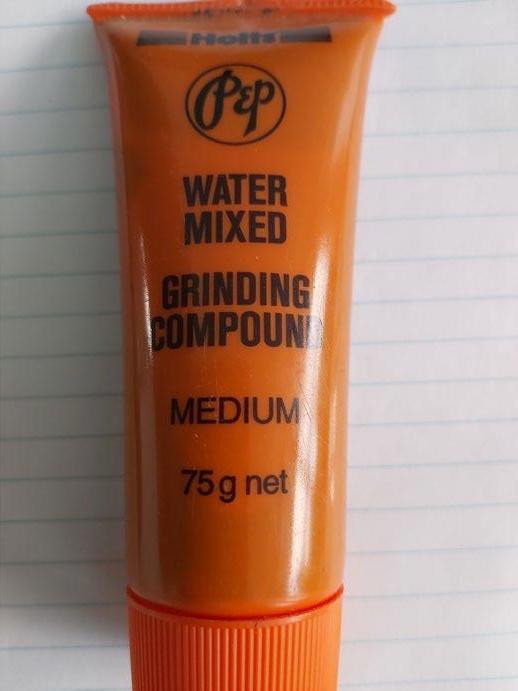 Holts
PEP
WATER
MIXED
GRINDING
COMPOUND
MEDIUM
75g net